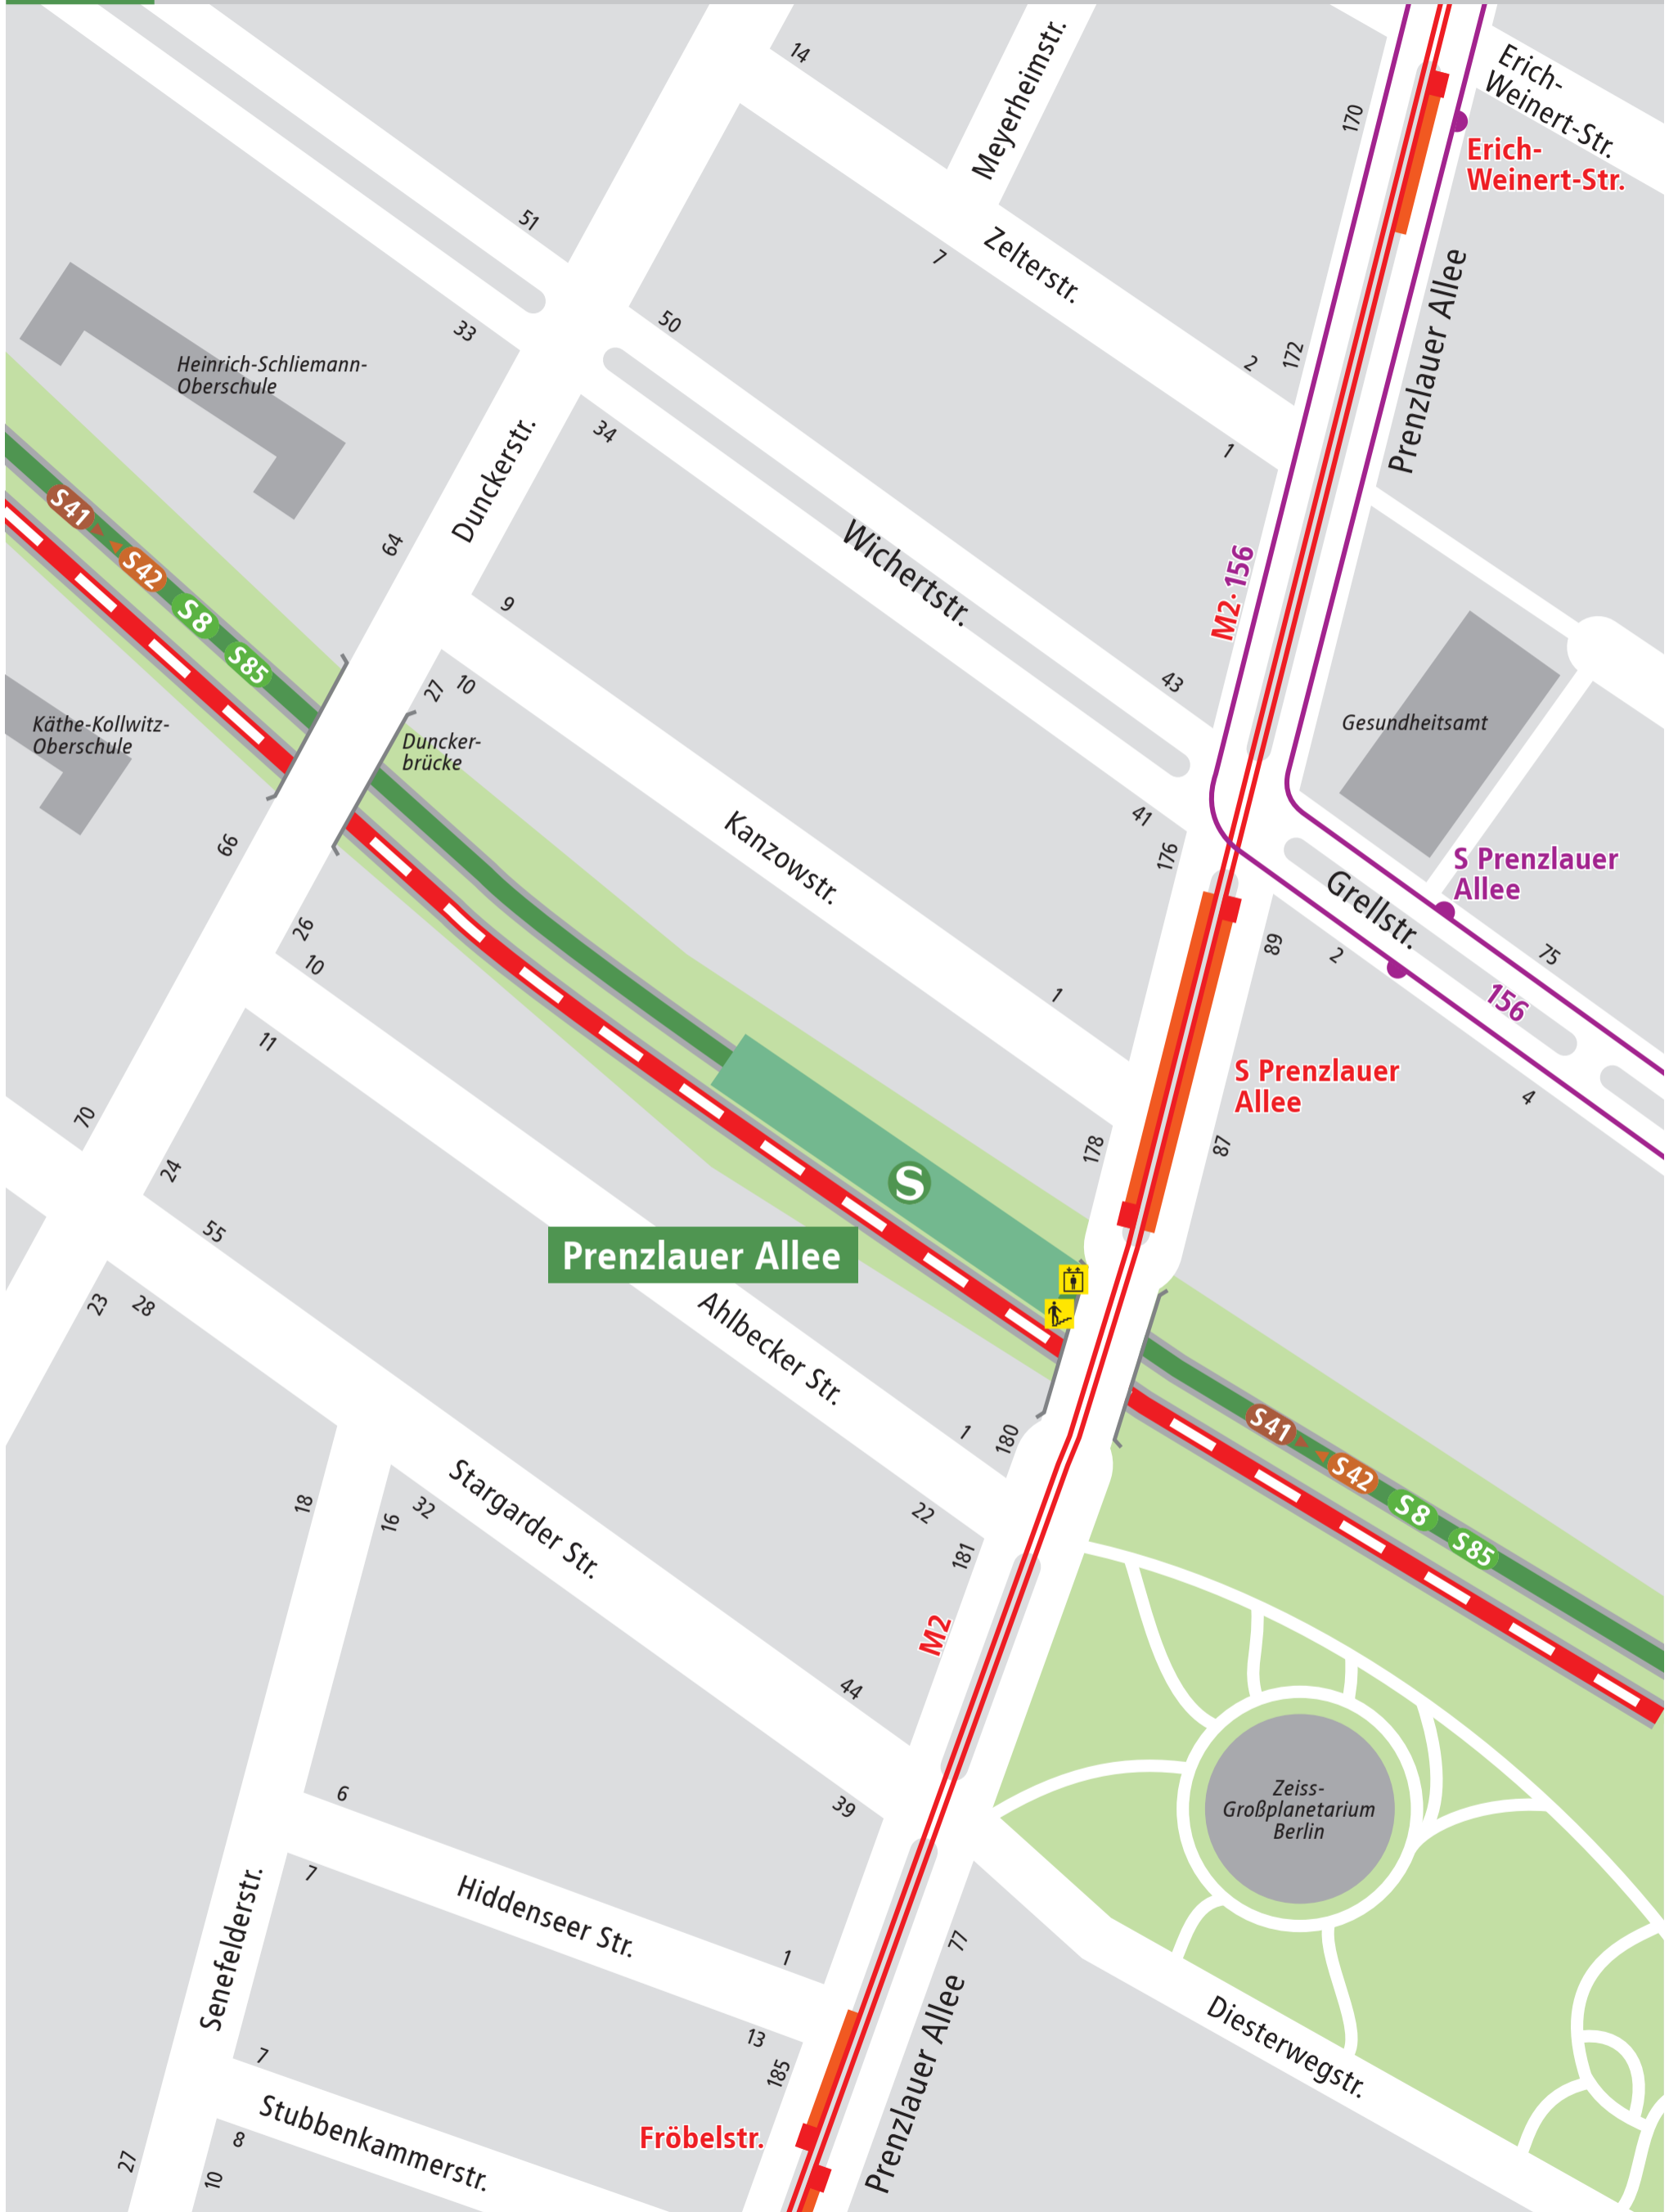 14
Meyerheimstr.
Erich-
Weinert-Str.
170
Erich-
Weinert-Str.
51
7
Zelterstr.
33
50
2
172
Prenzlauer Allee
Heinrich-Schliemann-
Oberschule
34
1
Dunckerstr.
S41
S42
S8
S85
64
9
Wichertstr.
M2·156
27
10
43
Käthe-Kollwitz-
Oberschule
Duncker-
brücke
Gesundheitsamt
66
Kanzowstr.
41
176
S Prenzlauer
Allee
Grellstr.
26
10
89
2
75
156
1
11
S Prenzlauer
Allee
4
70
24
178
87
S
55
Prenzlauer Allee
23
28
Ahlbecker Str.
1
180
S41
S42
S8
S85
18
16
32
Stargarder Str.
22
181
M2
44
6
39
Zeiss-
Großplanetarium
Berlin
7
Hiddenseer Str.
Senefelderstr.
1
77
13
185
Prenzlauer Allee
Diesterwegstr.
7
Stubbenkammerstr.
Fröbelstr.
8
27
10